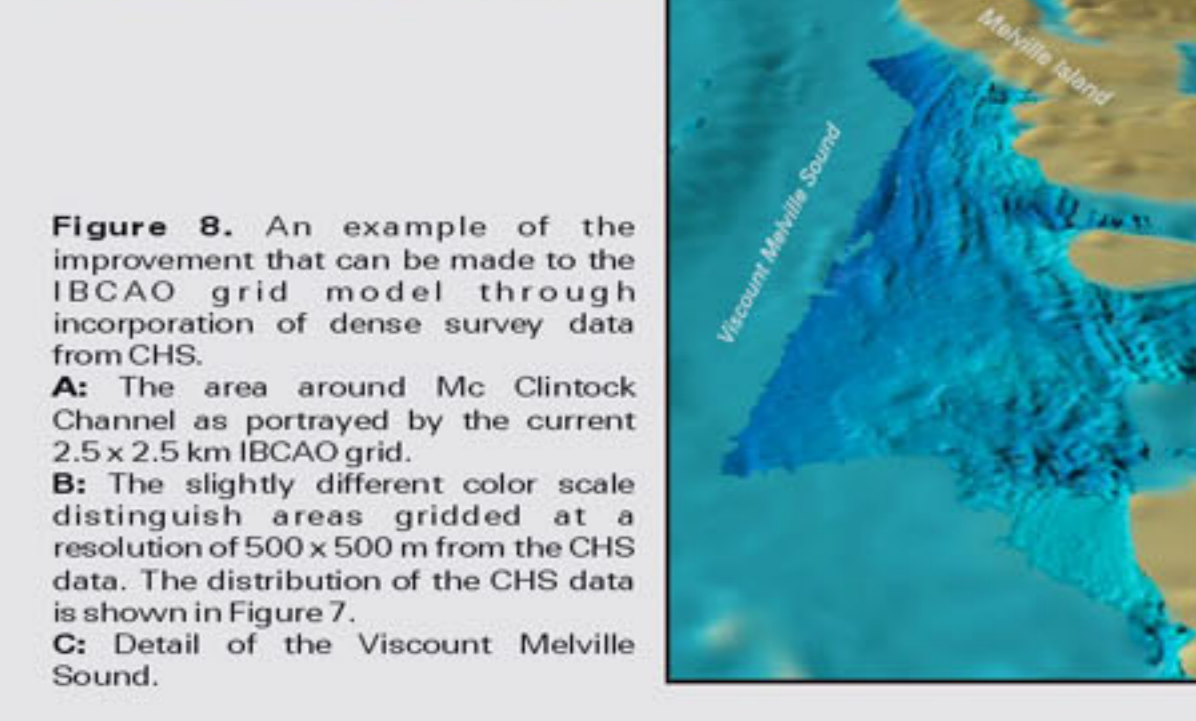 Figure 8. An example of the
improvement that can be made to the
IBCAO grid model through
incorporation of dense survey data
from CHS.
A: The area around Mc Clintock
Channel as portrayed by the current
2.5 x 2.5 km IBCAO grid.
B: The slightly different color scale
distinguish areas gridded at a
resolution of 500 x 500 m from the CHS
data. The distribution of the CHS data
is shown in Figure 7.
C: Detail of the Viscount Melville
Sound.
Melville Island
Viscount Melville Sound